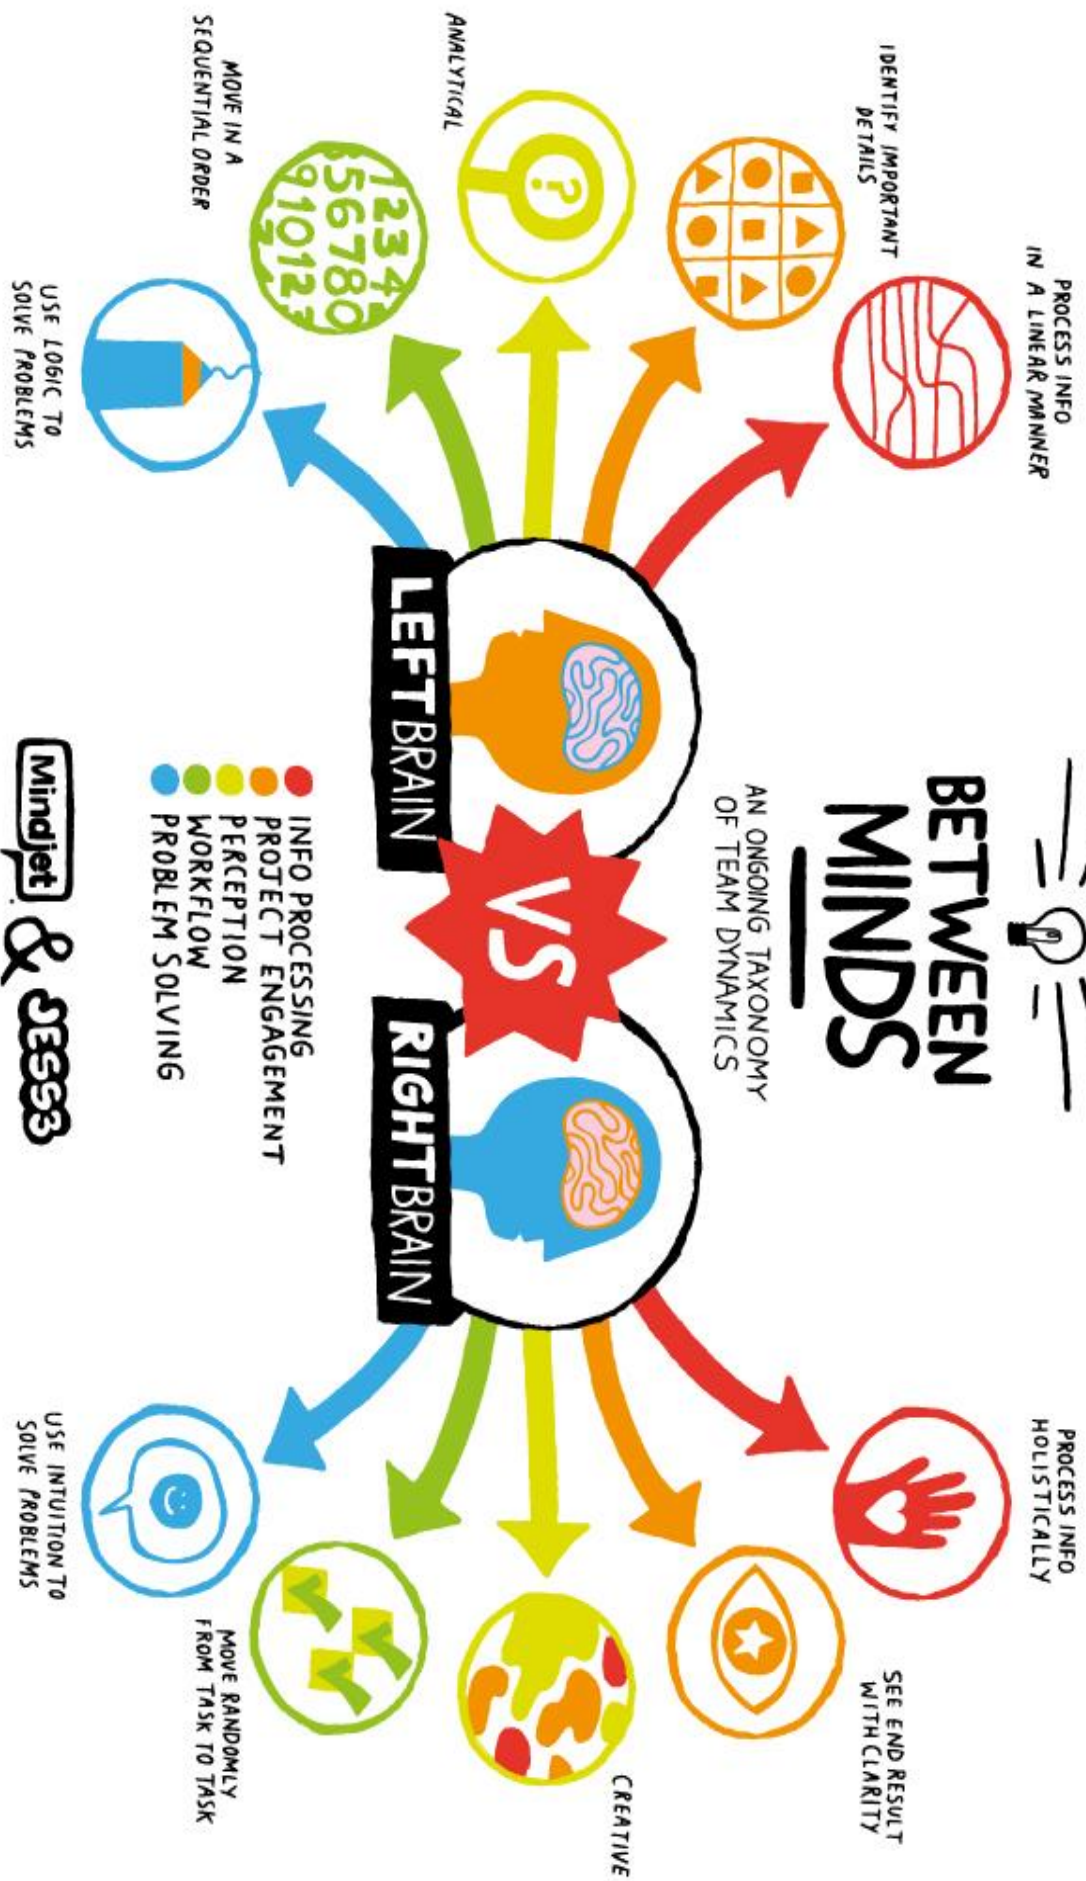 BETWEEN
MINDS
AN ONGOING TAXONOMY
OF TEAM DYNAMICS
PROCESS INFO
IN A LINEAR MANNER
IDENTIFY IMPORTANT
DETAILS
ANALYTICAL
MOVE IN A
SEQUENTIAL ORDER
USE LOGIC TO
SOLVE PROBLEMS
?
1234
56780
910123
LEFT BRAIN
VS
RIGHT BRAIN
PROCESS INFO
HOLISTICALLY
SEE END RESULT
WITH CLARITY
CREATIVE
MOVE RANDOMLY
FROM TASK TO TASK
USE INTUITION TO
SOLVE PROBLEMS
INFO PROCESSING
PROJECT ENGAGEMENT
PERCEPTION
WORKFLOW
PROBLEM SOLVING
Mindjet & JESS3